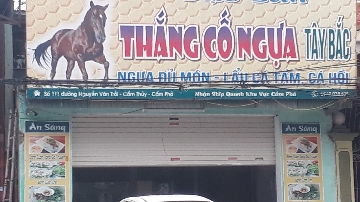 THẮNG CỐ NGỰA TÂY BẮC
NGỰA ĐỦ MÓN - LẨU CÁ TẦM, CÁ HỒI
Số 111 đường Nguyễn Văn Trỗi - Cẩm Thủy - Cẩm Phả
Nhận Ship Quanh Khu Vực Cẩm Phả
Ăn Sáng
Ăn Sáng